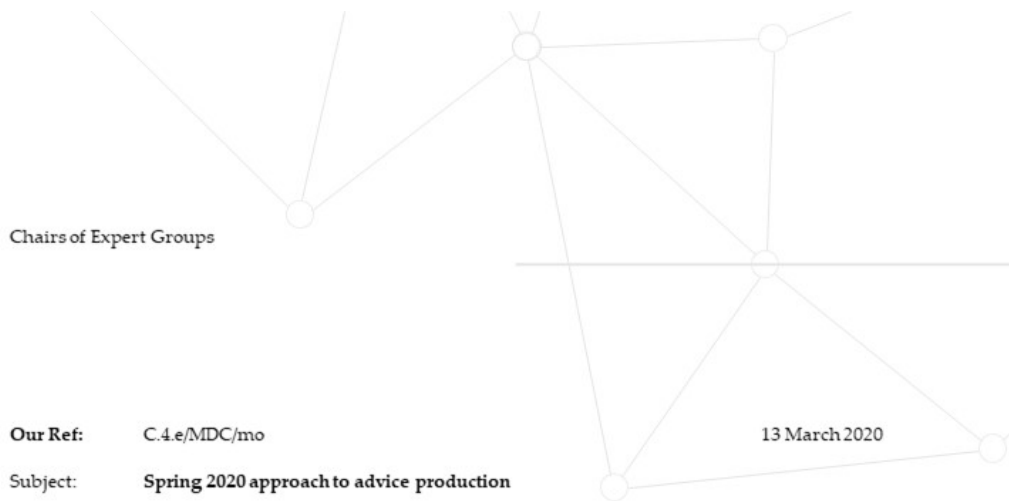 Chairs of Expert Groups
Our Ref: C.4.e/MDC/mo 13 March 2020
Subject: Spring 2020 approach to advice production